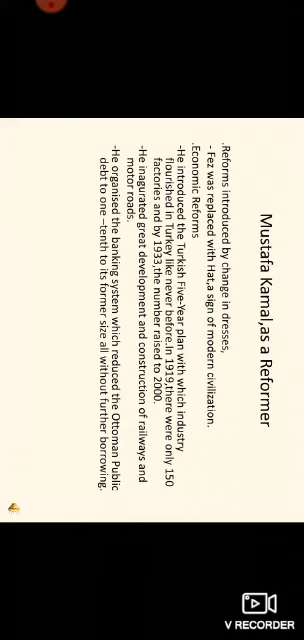 Mustafa Kamal,as a Reformer
.Reforms introduced by change in dresses,
- Fez was replaced with Hat,a sign of modern civilization.
.Economic Reforms
-He introduced the Turkish Five-Year plan with which industry
flourished in Turkey like never before.In 1919,there were only 150
factories and by 1933,the number raised to 2000.
-He inagurated great development and construction of railways and
motor roads.
-He organised the banking system which reduced the Ottoman Public
debt to one –tenth to its former size all without further borrowing.
V RECORDER